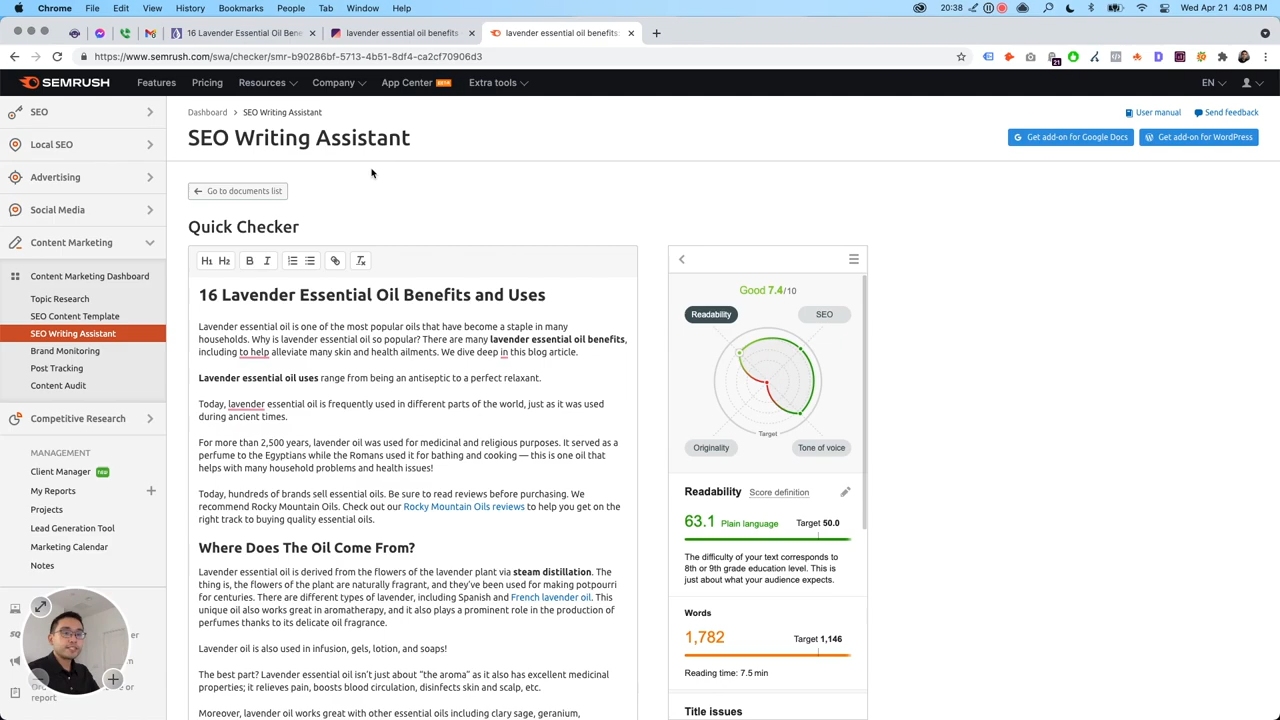 Chrome File Edit View History Bookmarks People Tab Window Help 20:38 Wed Apr 21 4:08 PM
16 Lavender Essential Oil Bene lavender essential oil benefits lavender essential oil benefits:
https://www.semrush.com/swa/checker/smr-b90286bf-5713-4b51-8df4-ca2cf70906d3 21
SEMRUSH Features Pricing Resources Company App Center BETA Extra tools EN
SEO
Local SEO
Advertising
Social Media
Content Marketing
Content Marketing Dashboard
Topic Research
SEO Content Template
SEO Writing Assistant
Brand Monitoring
Post Tracking
Content Audit
Competitive Research
MANAGEMENT
Client Manager new
My Reports
Projects
Lead Generation Tool
Marketing Calendar
Notes
er
or
report
Dashboard > SEO Writing Assistant
User manual Send feedback
SEO Writing Assistant
Get add-on for Google Docs Get add-on for WordPress
Go to documents list
Quick Checker
H1 H2 B I
16 Lavender Essential Oil Benefits and Uses
Lavender essential oil is one of the most popular oils that have become a staple in many
households. Why is lavender essential oil so popular? There are many lavender essential oil benefits,
including to help alleviate many skin and health ailments. We dive deep in this blog article.
Lavender essential oil uses range from being an antiseptic to a perfect relaxant.
Today, lavender essential oil is frequently used in different parts of the world, just as it was used
during ancient times.
For more than 2,500 years, lavender oil was used for medicinal and religious purposes. It served as a
perfume to the Egyptians while the Romans used it for bathing and cooking — this is one oil that
helps with many household problems and health issues!
Today, hundreds of brands sell essential oils. Be sure to read reviews before purchasing. We
recommend Rocky Mountain Oils. Check out our Rocky Mountain Oils reviews to help you get on the
right track to buying quality essential oils.
Where Does The Oil Come From?
Lavender essential oil is derived from the flowers of the lavender plant via steam distillation. The
thing is, the flowers of the plant are naturally fragrant, and they've been used for making potpourri
for centuries. There are different types of lavender, including Spanish and French lavender oil. This
unique oil also works great in aromatherapy, and it also plays a prominent role in the production of
perfumes thanks to its delicate oil fragrance.
Lavender oil is also used in infusion, gels, lotion, and soaps!
The best part? Lavender essential oil isn't just about "the aroma" as it also has excellent medicinal
properties; it relieves pain, boosts blood circulation, disinfects skin and scalp, etc.
Moreover, lavender oil works great with other essential oils including clary sage, geranium,
Good 7.4/10
Readability SEO
Target
Originality Tone of voice
Readability Score definition
63.1 Plain language Target 50.0
The difficulty of your text corresponds to
8th or 9th grade education level. This is
just about what your audience expects.
Words
1,782 Target 1,146
Reading time: 7.5 min
Title issues